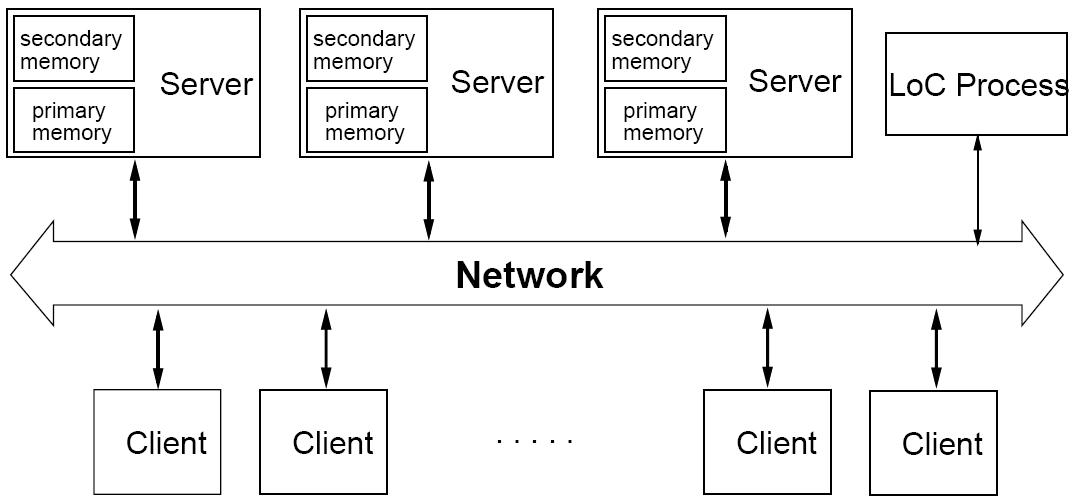 secondary
memory
Server
primary
memory
secondary
memory
Server
primary
memory
secondary
memory
Server
primary
memory
LoC Process
Network
Client
Client
. . . . .
Client
Client